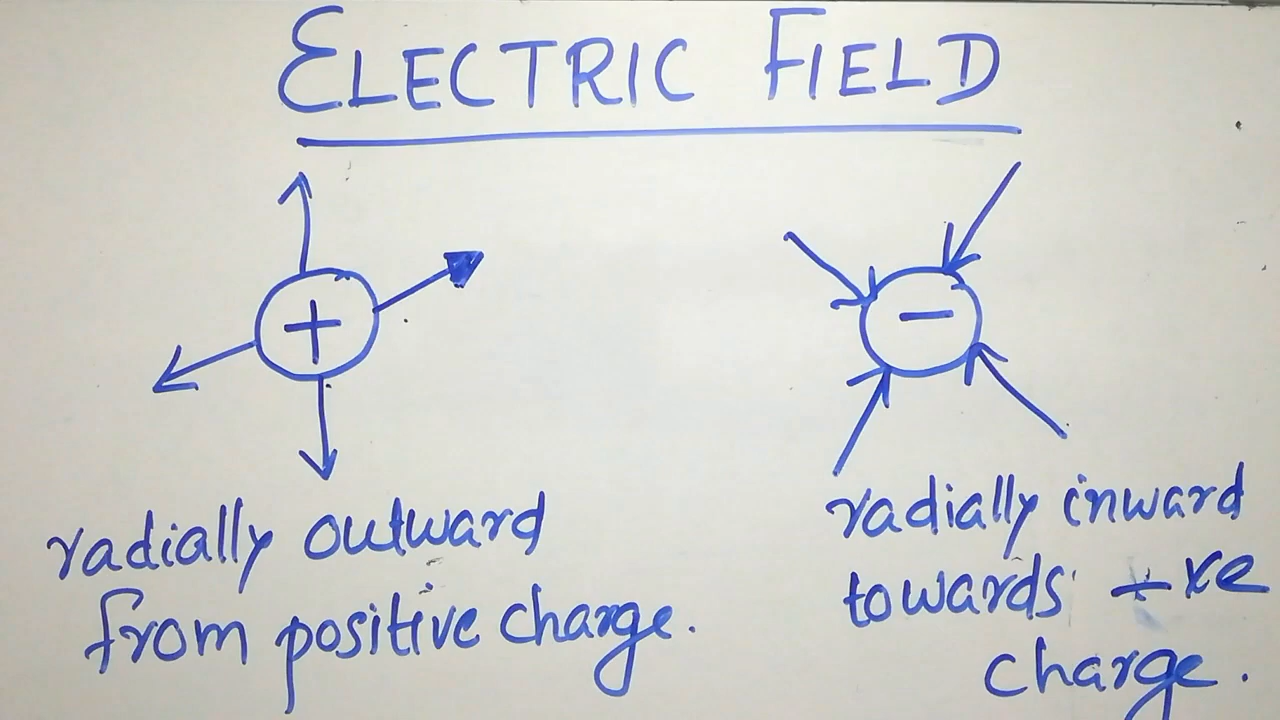 ELECTRIC FIELD
+
−
radially outward
from positive charge.
radially inward
towards -ve
charge.